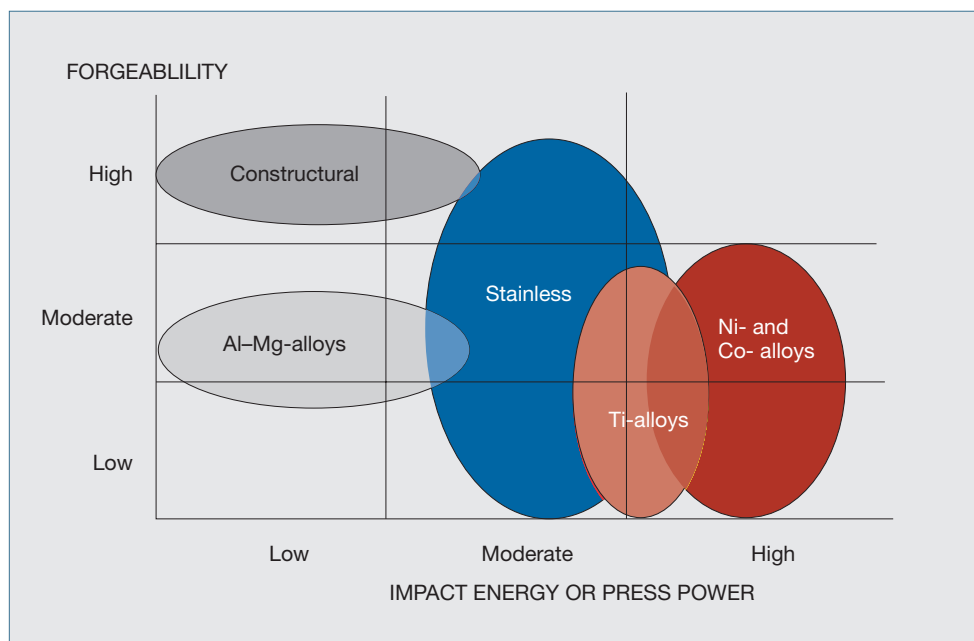 FORGEABLILITY
High
Constructural
Stainless
Moderate
Al–Mg-alloys
Ni- and
Co- alloys
Ti-alloys
Low
Low
Moderate
High
IMPACT ENERGY OR PRESS POWER